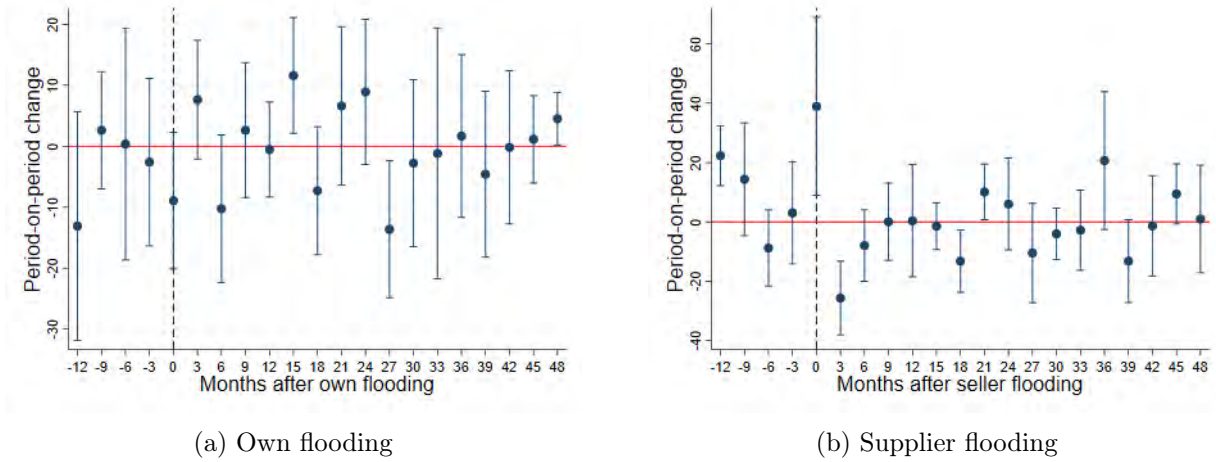 Period-on-period change
20
10
0
-10
-20
-30
-12 -9 -6 -3 0 3 6 9 12 15 18 21 24 27 30 33 36 39 42 45 48
Months after own flooding
(a) Own flooding
Period-on-period change
60
40
20
0
-20
-40
-12 -9 -6 -3 0 3 6 9 12 15 18 21 24 27 30 33 36 39 42 45 48
Months after seller flooding
(b) Supplier flooding